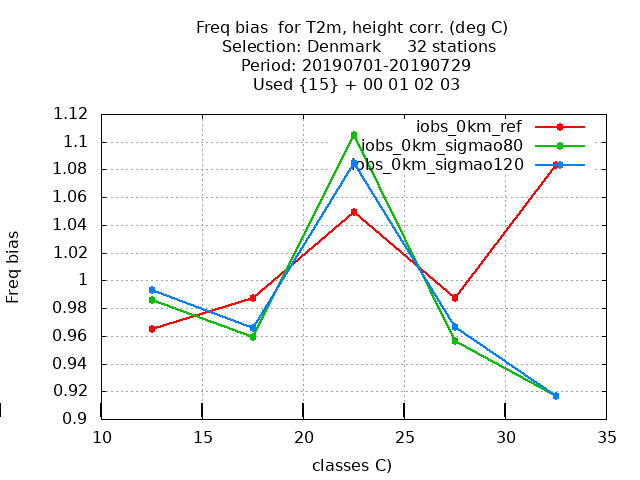 Freq bias  for T2m, height corr. (deg C)
Selection: Denmark     32 stations
Period: 20190701-20190729
Used {15} + 00 01 02 03
iobs_0km_ref
iobs_0km_sigmao80
iobs_0km_sigmao120
1.12
1.1
1.08
1.06
1.04
1.02
1
0.98
0.96
0.94
0.92
0.9
Freq bias
10 15 20 25 30 35
classes C)